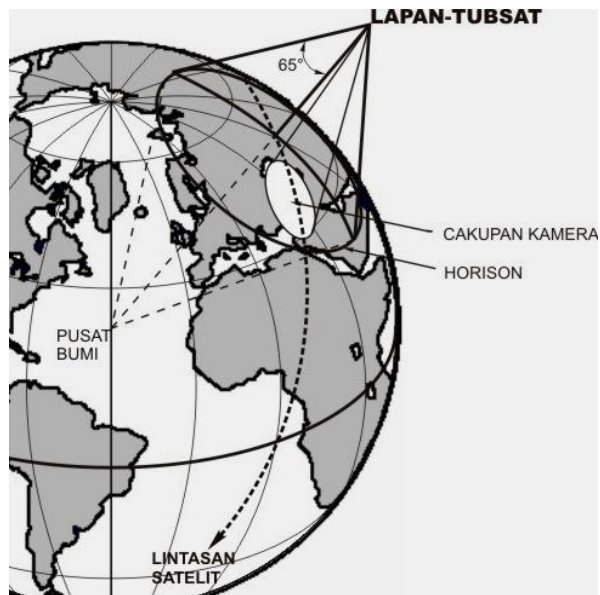 LAPAN-TUBSAT
65°
CAKUPAN KAMERA
HORISON
PUSAT
BUMI
LINTASAN
SATELIT